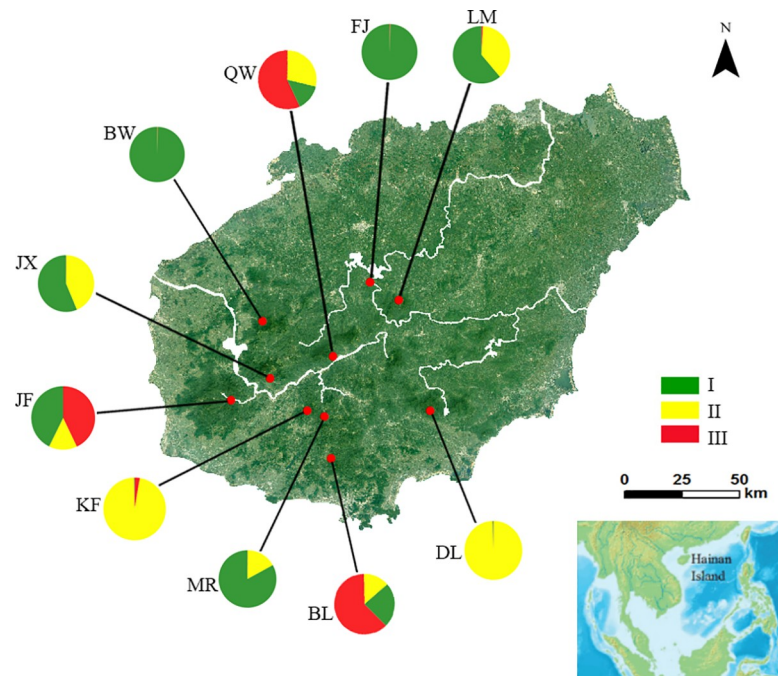 FJ
LM
N
QW
BW
JX
I
JF
II
III
0 25 50
km
KF
DL
Hainan
Island
MR
BL